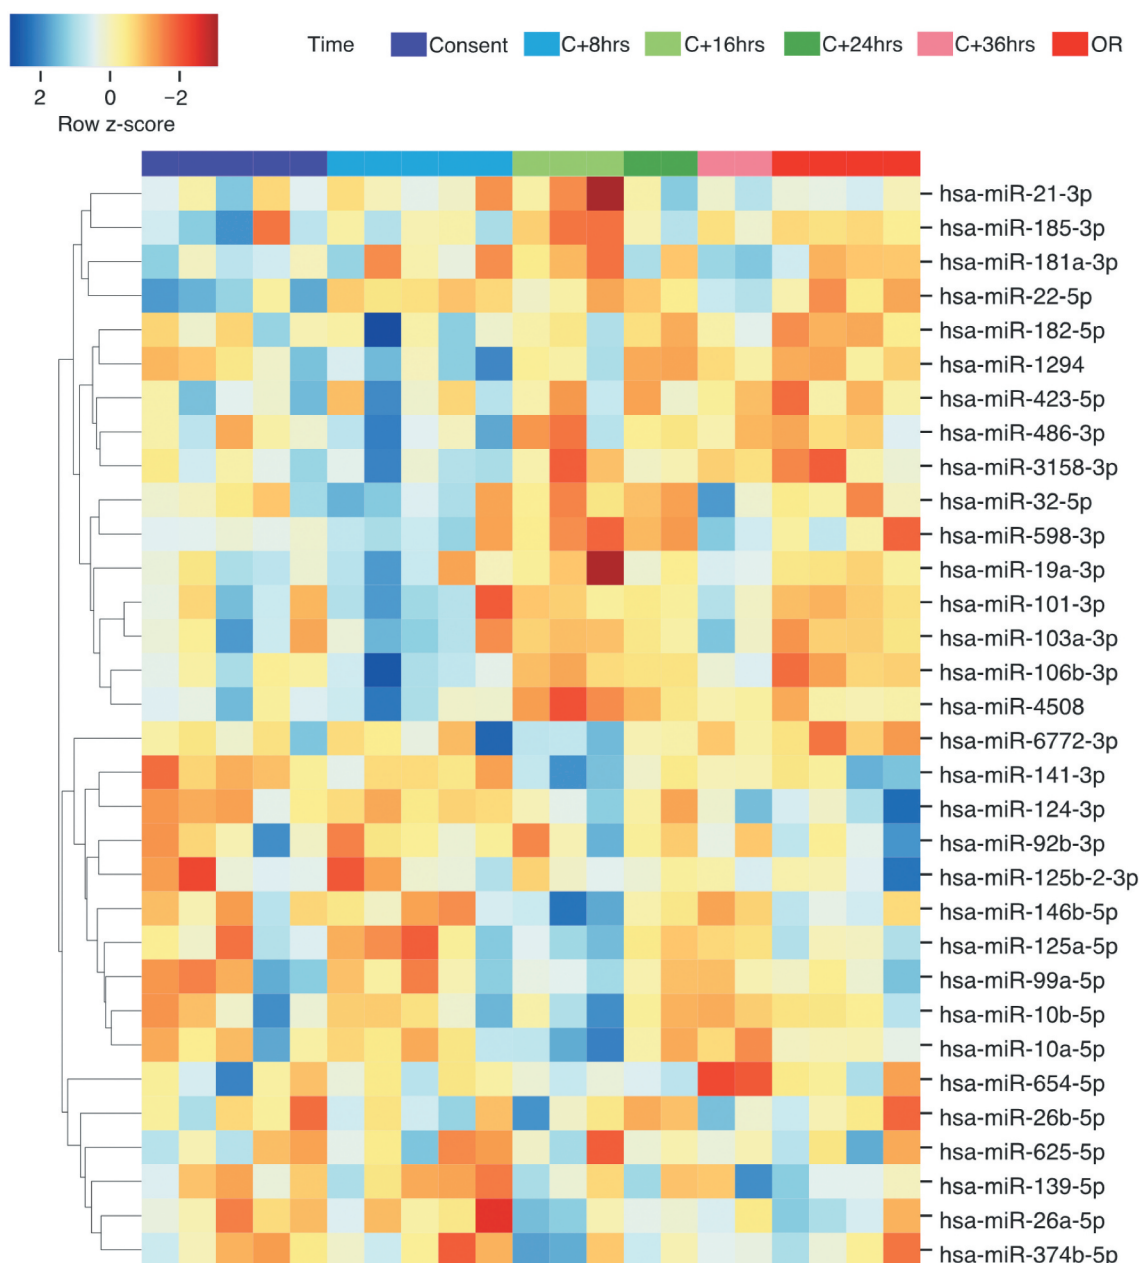 Time Consent C+8hrs C+16hrs C+24hrs C+36hrs OR
2 0 −2
Row z-score
hsa-miR-21-3p
hsa-miR-185-3p
hsa-miR-181a-3p
hsa-miR-22-5p
hsa-miR-182-5p
hsa-miR-1294
hsa-miR-423-5p
hsa-miR-486-3p
hsa-miR-3158-3p
hsa-miR-32-5p
hsa-miR-598-3p
hsa-miR-19a-3p
hsa-miR-101-3p
hsa-miR-103a-3p
hsa-miR-106b-3p
hsa-miR-4508
hsa-miR-6772-3p
hsa-miR-141-3p
hsa-miR-124-3p
hsa-miR-92b-3p
hsa-miR-125b-2-3p
hsa-miR-146b-5p
hsa-miR-125a-5p
hsa-miR-99a-5p
hsa-miR-10b-5p
hsa-miR-10a-5p
hsa-miR-654-5p
hsa-miR-26b-5p
hsa-miR-625-5p
hsa-miR-139-5p
hsa-miR-26a-5p
hsa-miR-374b-5p